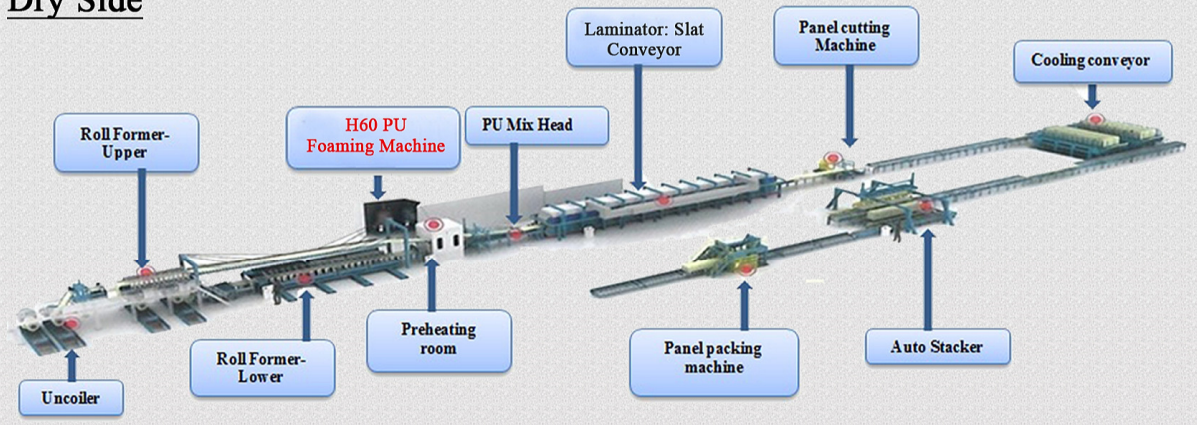 Dry Side
Laminator: Slat
Conveyor
Panel cutting
Machine
Cooling conveyor
Roll Former-
Upper
H60 PU
Foaming Machine
PU Mix Head
Uncoiler
Roll Former-
Lower
Preheating
room
Panel packing
machine
Auto Stacker